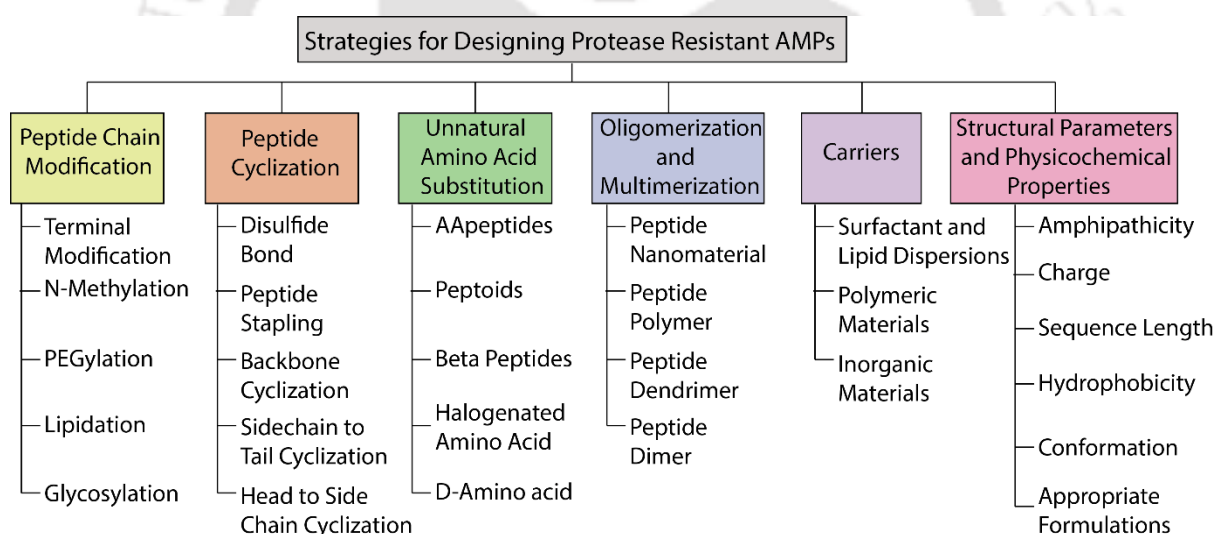 Strategies for Designing Protease Resistant AMPs
Peptide Chain
Modification
Terminal
Modification
N-Methylation
PEGylation
Lipidation
Glycosylation
Peptide
Cyclization
Disulfide
Bond
Peptide
Stapling
Backbone
Cyclization
Sidechain to
Tail Cyclization
Head to Side
Chain Cyclization
Unnatural
Amino Acid
Substitution
AApeptides
Peptoids
Beta Peptides
Halogenated
Amino Acid
D-Amino acid
Oligomerization
and
Multimerization
Peptide
Nanomaterial
Peptide
Polymer
Peptide
Dendrimer
Peptide
Dimer
Carriers
Surfactant and
Lipid Dispersions
Polymeric
Materials
Inorganic
Materials
Structural Parameters
and Physicochemical
Properties
Amphipathicity
Charge
Sequence Length
Hydrophobicity
Conformation
Appropriate
Formulations